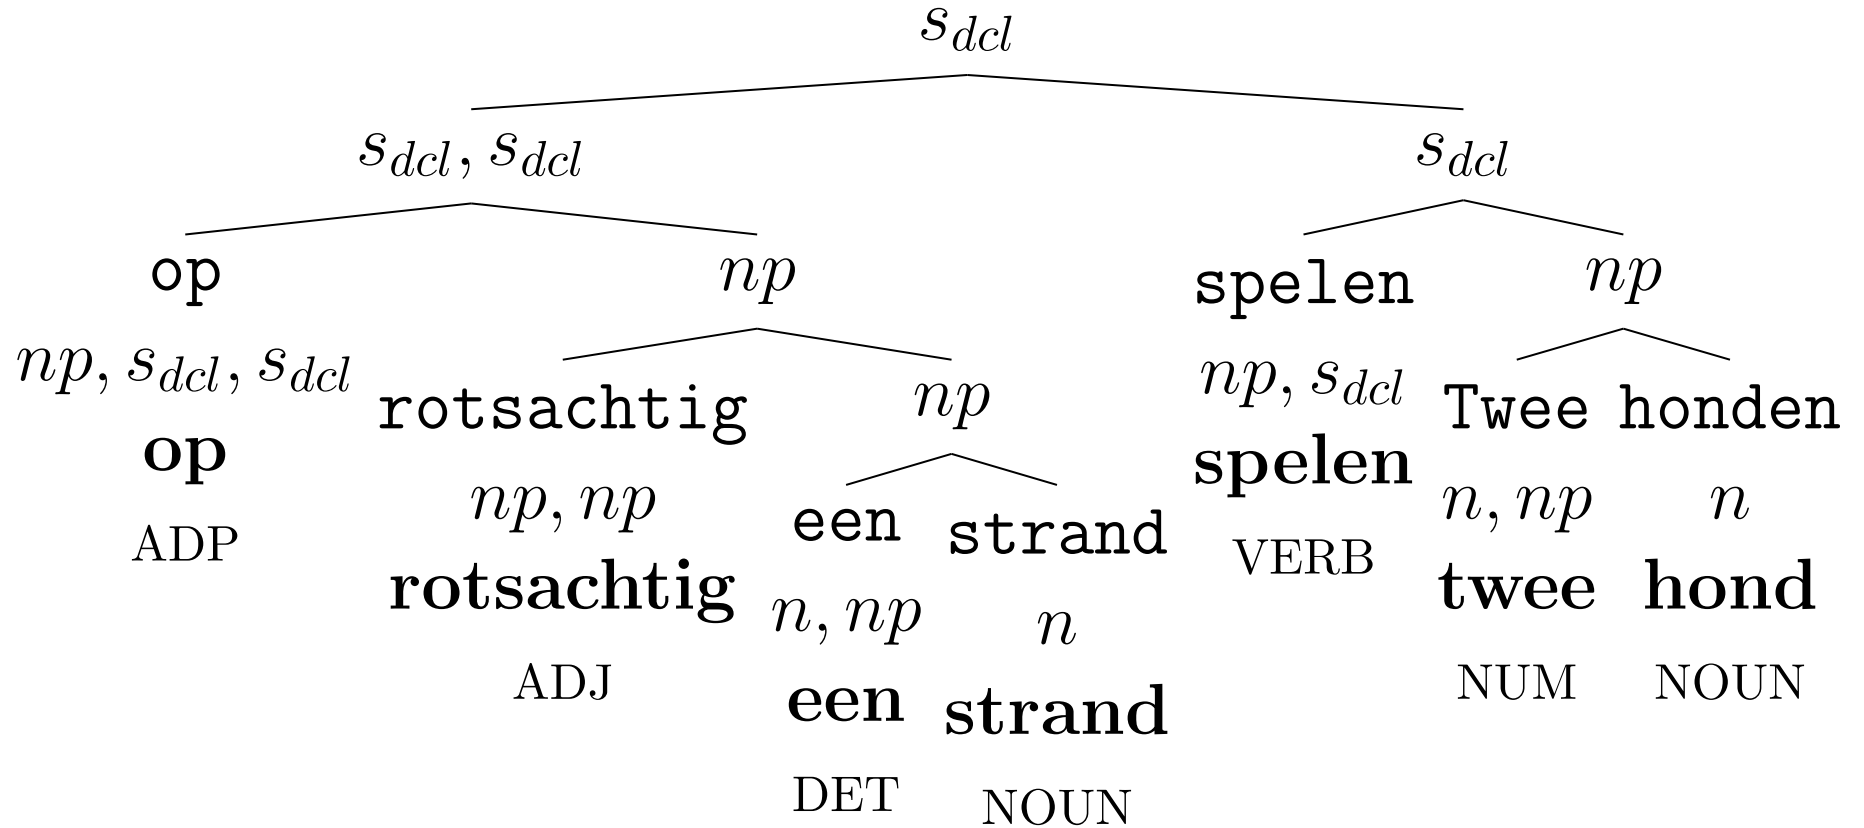 s_dcl
s_dcl, s_dcl
s_dcl
op
np
spelen
np
np, s_dcl, s_dcl
rotsachtig
np
np, s_dcl
Twee honden
op
np, np
een strand
spelen
n, np
n
ADP
rotsachtig
n, np
n
VERB
twee
hond
ADJ
een strand
NUM
NOUN
DET
NOUN